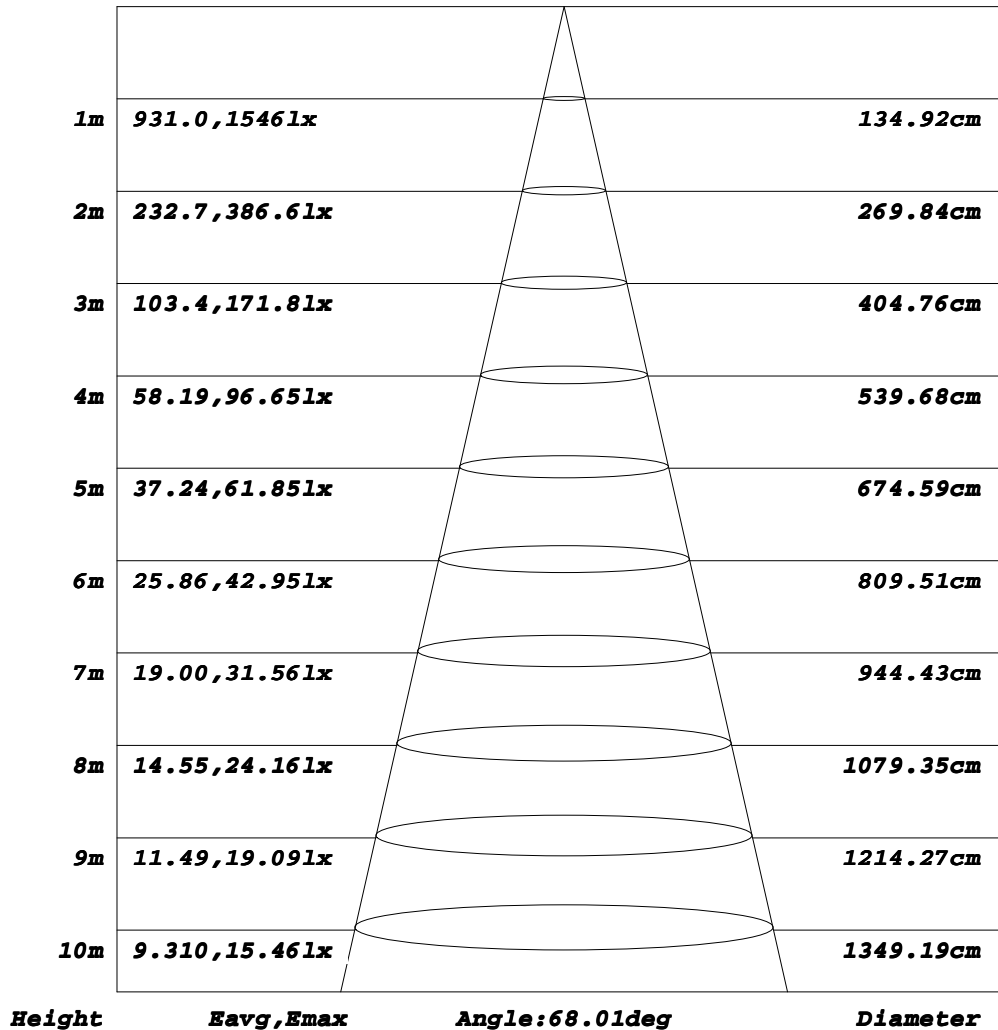 1m 931.0,1546lx 134.92cm
2m 232.7,386.6lx 269.84cm
3m 103.4,171.8lx 404.76cm
4m 58.19,96.65lx 539.68cm
5m 37.24,61.85lx 674.59cm
6m 25.86,42.95lx 809.51cm
7m 19.00,31.56lx 944.43cm
8m 14.55,24.16lx 1079.35cm
9m 11.49,19.09lx 1214.27cm
10m 9.310,15.46lx 1349.19cm
Height Eavg,Emax Angle:68.01deg Diameter